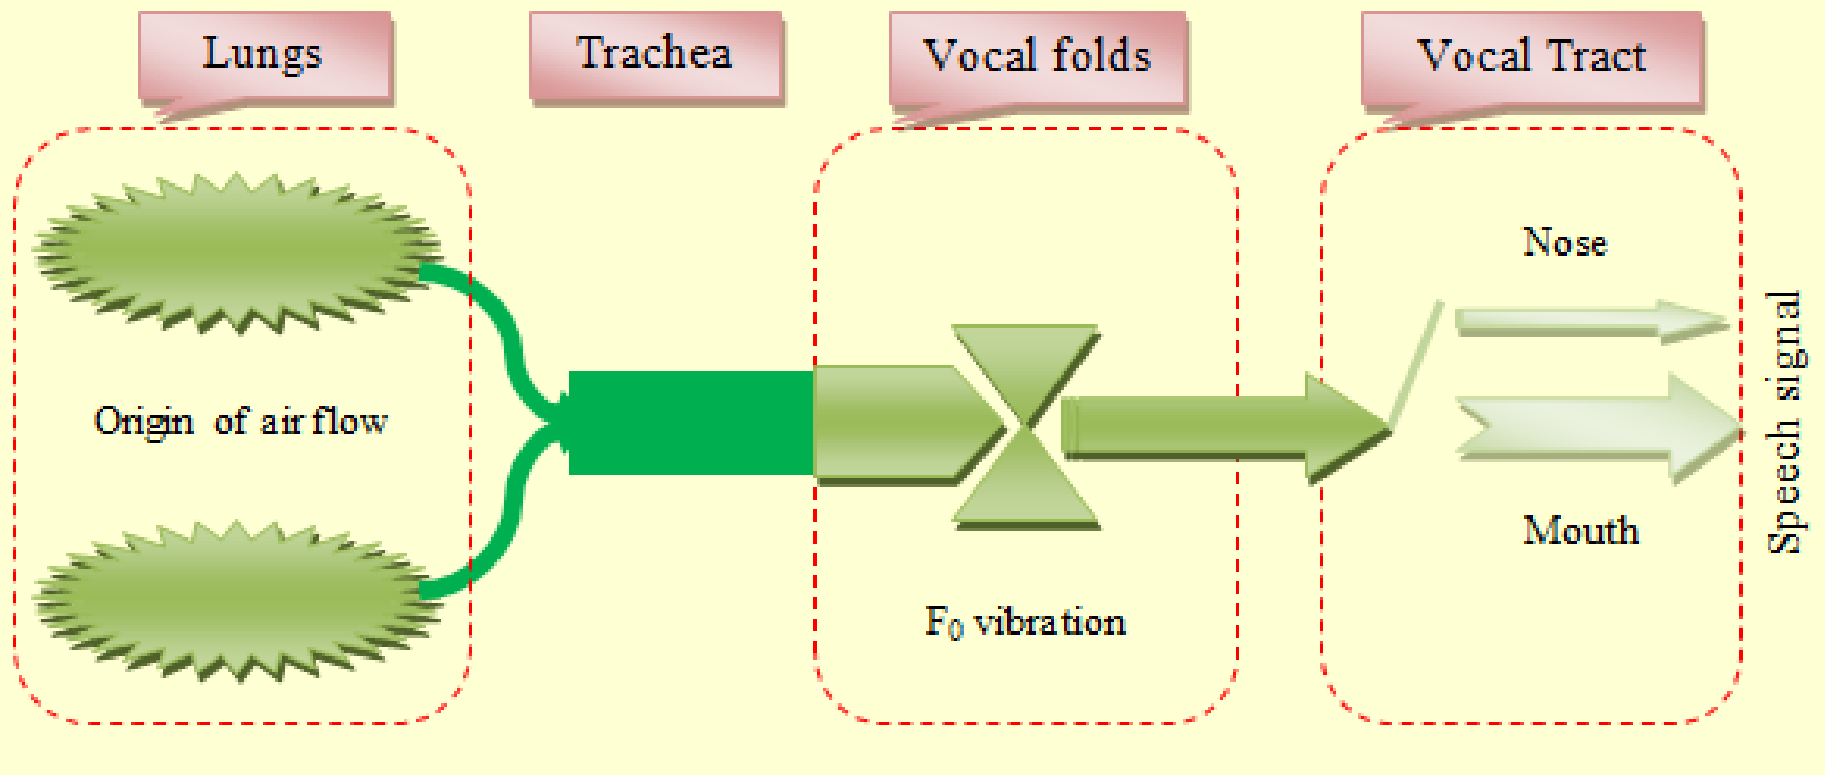 Lungs
Trachea
Vocal folds
Vocal Tract
Nose
Origin of air flow
Mouth
F₀ vibration
Speech signal